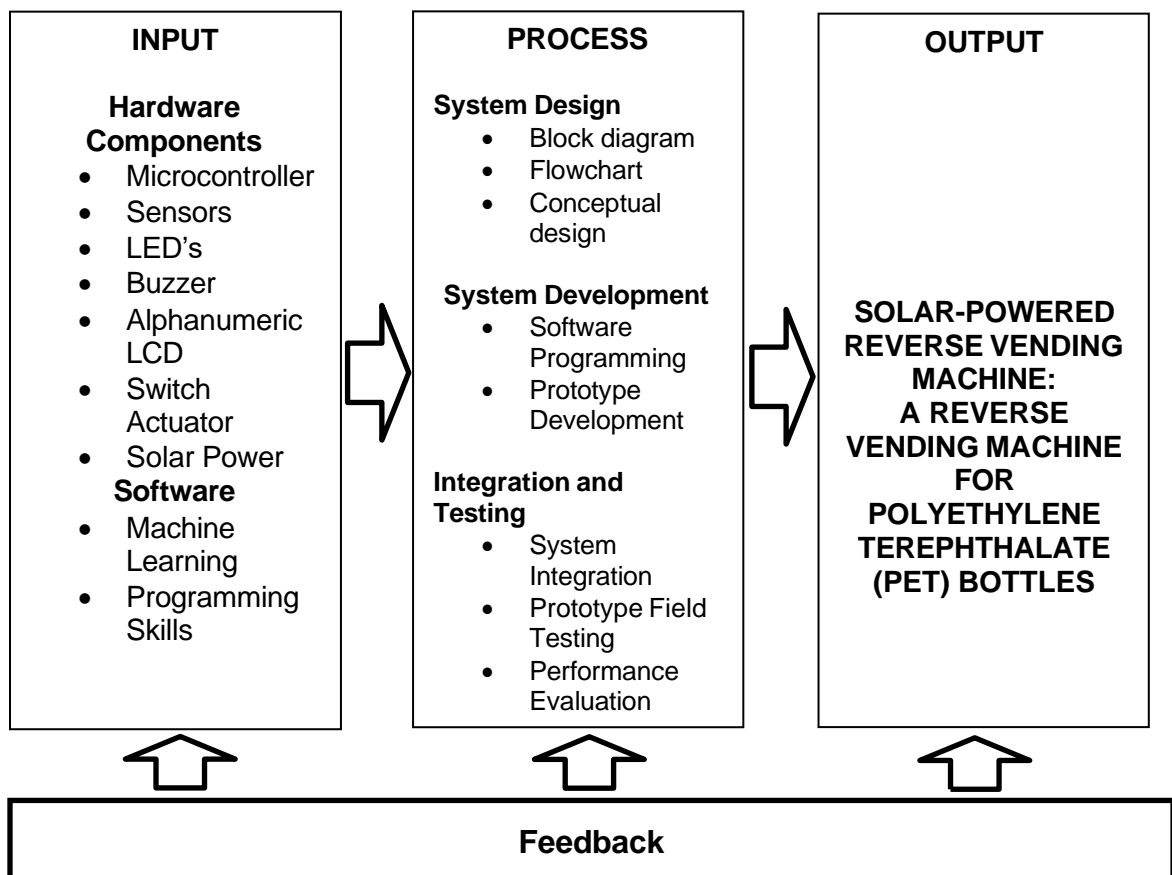 INPUT
Hardware
Components
• Microcontroller
• Sensors
• LED’s
• Buzzer
• Alphanumeric
LCD
• Switch
Actuator
• Solar Power
Software
• Machine
Learning
• Programming
Skills
PROCESS
System Design
• Block diagram
• Flowchart
• Conceptual
design
System Development
• Software
Programming
• Prototype
Development
Integration and
Testing
• System
Integration
• Prototype Field
Testing
• Performance
Evaluation
OUTPUT
SOLAR-POWERED
REVERSE VENDING
MACHINE:
A REVERSE
VENDING MACHINE
FOR
POLYETHYLENE
TEREPHTHALATE
(PET) BOTTLES
Feedback